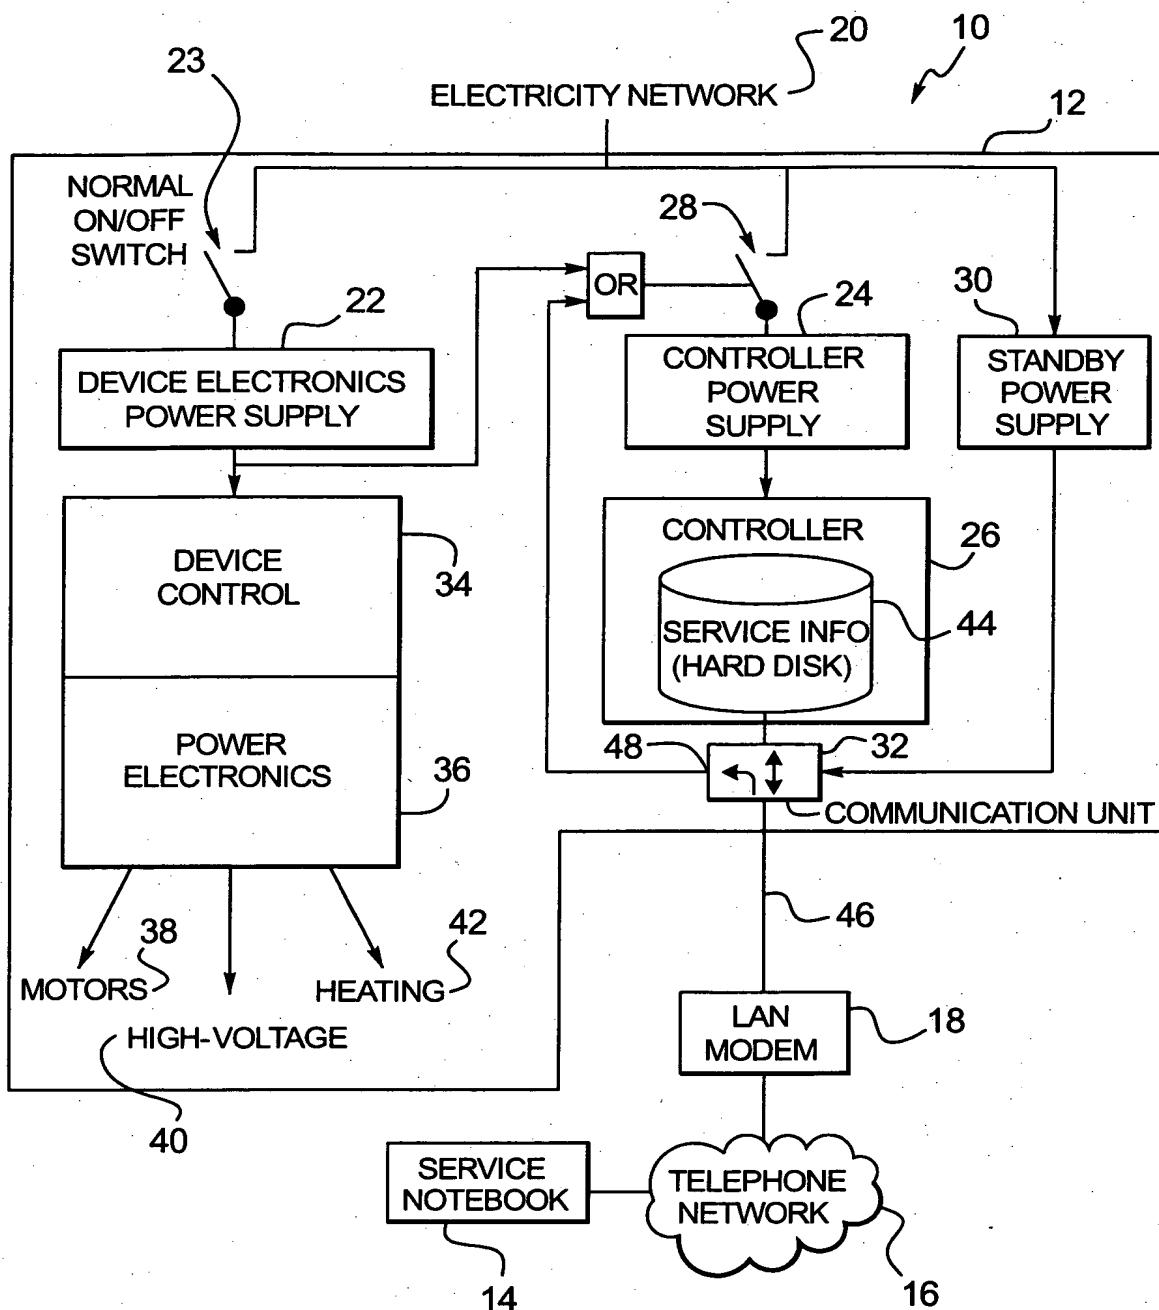 20
10
23
ELECTRICITY NETWORK
12
NORMAL
ON/OFF
SWITCH
28
OR
22
24
30
DEVICE ELECTRONICS
POWER SUPPLY
CONTROLLER
POWER
SUPPLY
STANDBY
POWER
SUPPLY
DEVICE
CONTROL
34
CONTROLLER
26
SERVICE INFO
(HARD DISK)
44
POWER
ELECTRONICS
36
48
32
COMMUNICATION UNIT
46
MOTORS
38
HEATING
42
HIGH-VOLTAGE
40
LAN
MODEM
18
SERVICE
NOTEBOOK
14
TELEPHONE
NETWORK
16